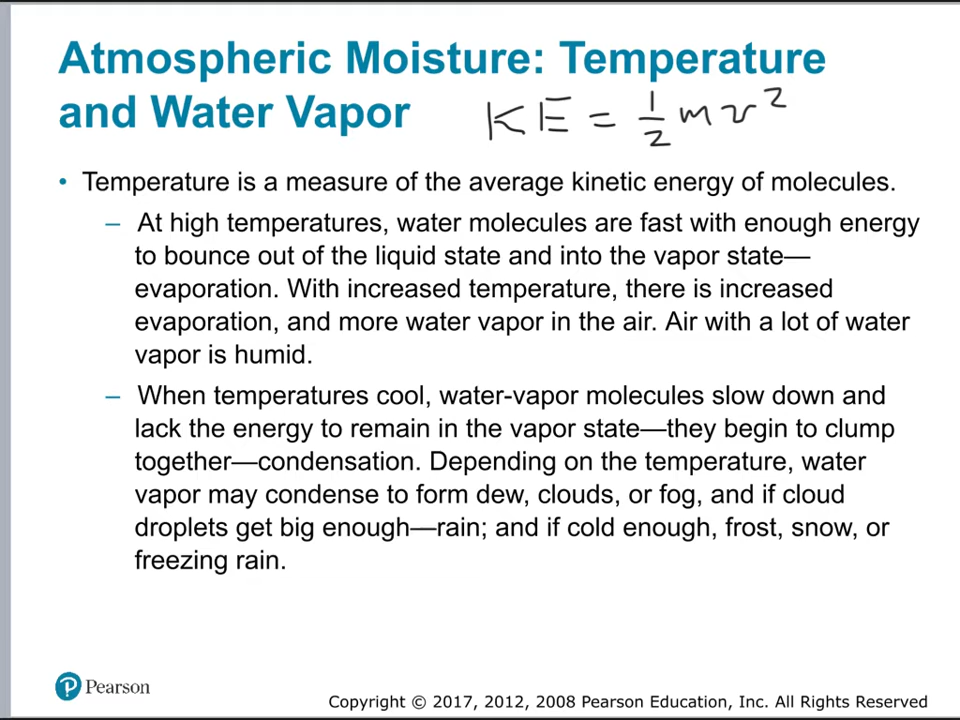 Atmospheric Moisture: Temperature
and Water Vapor
KE = 1/2 mv²
• Temperature is a measure of the average kinetic energy of molecules.
– At high temperatures, water molecules are fast with enough energy
to bounce out of the liquid state and into the vapor state—
evaporation. With increased temperature, there is increased
evaporation, and more water vapor in the air. Air with a lot of water
vapor is humid.
– When temperatures cool, water-vapor molecules slow down and
lack the energy to remain in the vapor state—they begin to clump
together—condensation. Depending on the temperature, water
vapor may condense to form dew, clouds, or fog, and if cloud
droplets get big enough—rain; and if cold enough, frost, snow, or
freezing rain.
P Pearson
Copyright © 2017, 2012, 2008 Pearson Education, Inc. All Rights Reserved